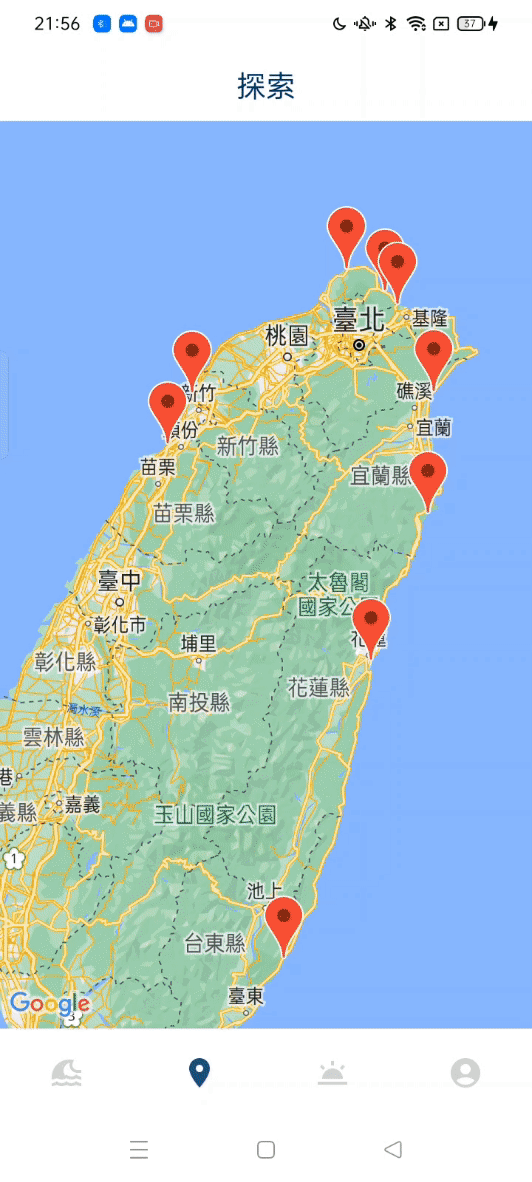 21:56
37
探索
臺北
基隆
桃園
新竹
礁溪
頭份
宜蘭
新竹縣
苗栗
宜蘭縣
苗栗縣
臺中
太魯閣
國家公園
彰化市
埔里
花蓮
彰化縣
花蓮縣
南投縣
濁水溪
雲林縣
港
義縣
嘉義
玉山國家公園
1
池上
台東縣
臺東
Google
3